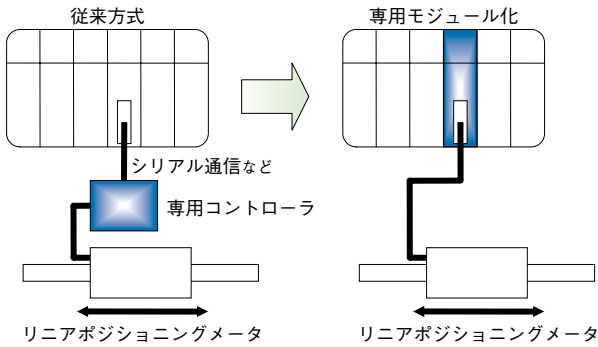 従来方式
専用モジュール化
シリアル通信など
専用コントローラ
リニアポジショニングメータ
リニアポジショニングメータ